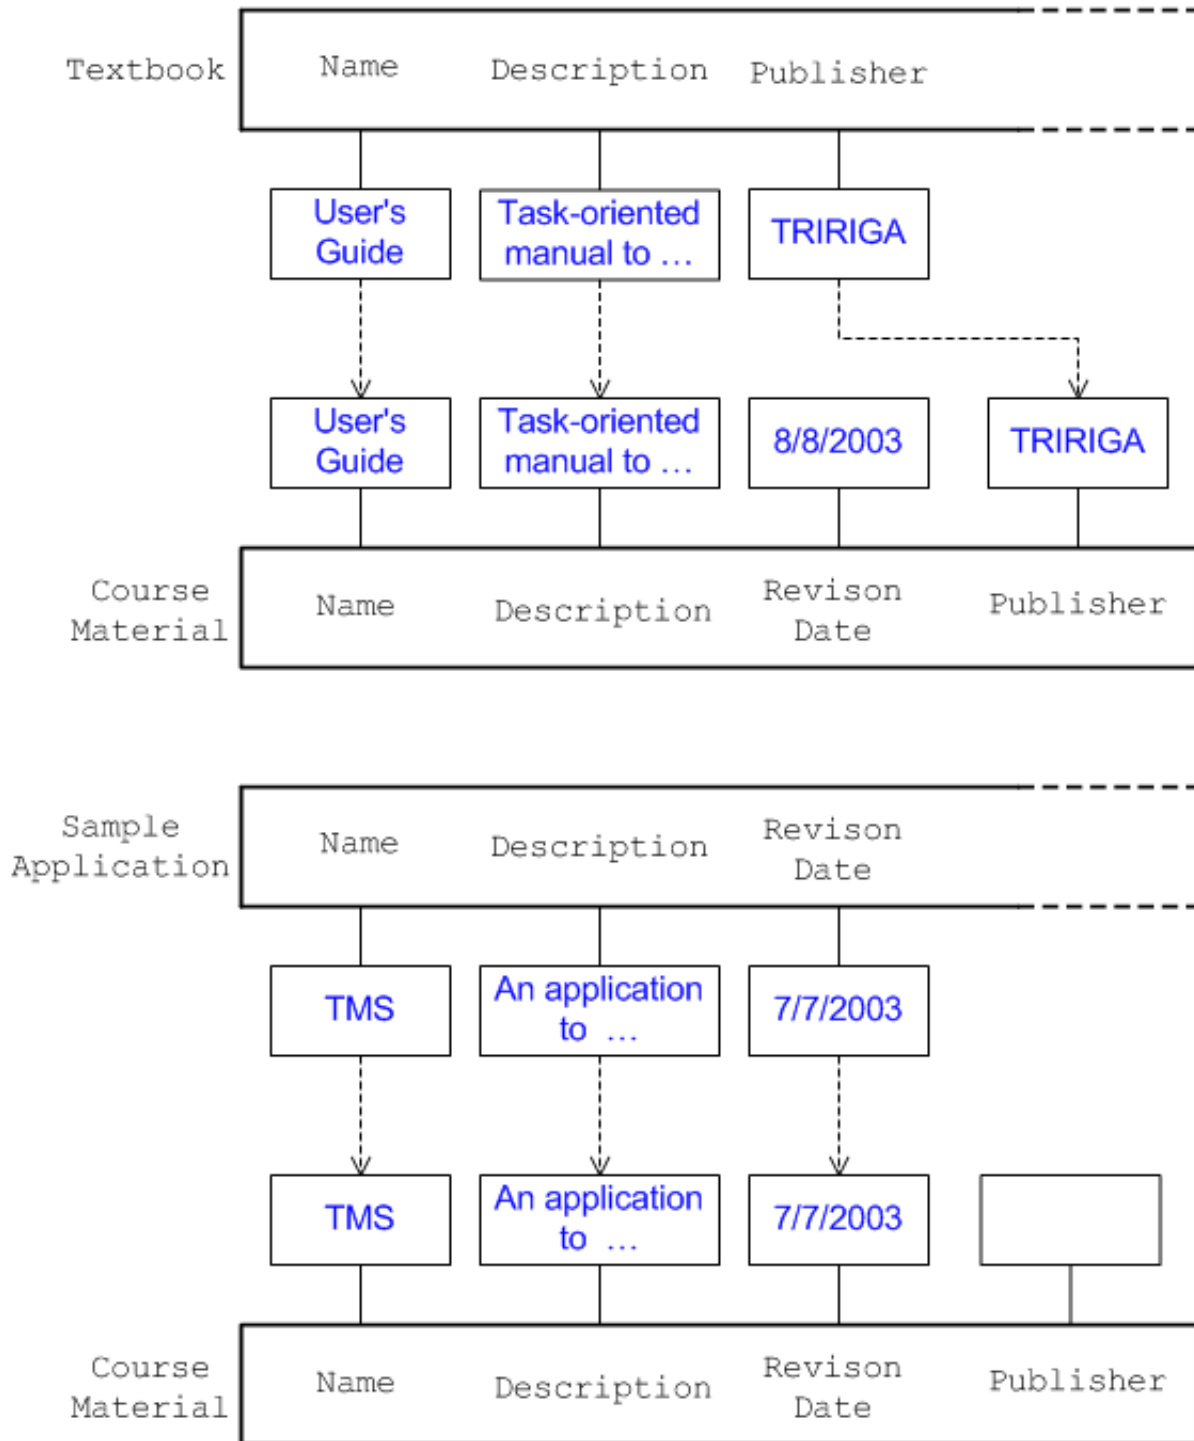 Textbook
Name
Description
Publisher
User's
Guide
Task-oriented
manual to ...
TRIRIGA
User's
Guide
Task-oriented
manual to ...
8/8/2003
TRIRIGA
Course
Material
Name
Description
Revison
Date
Publisher
Sample
Application
Name
Description
Revison
Date
TMS
An application
to ...
7/7/2003
TMS
An application
to ...
7/7/2003
Course
Material
Name
Description
Revison
Date
Publisher